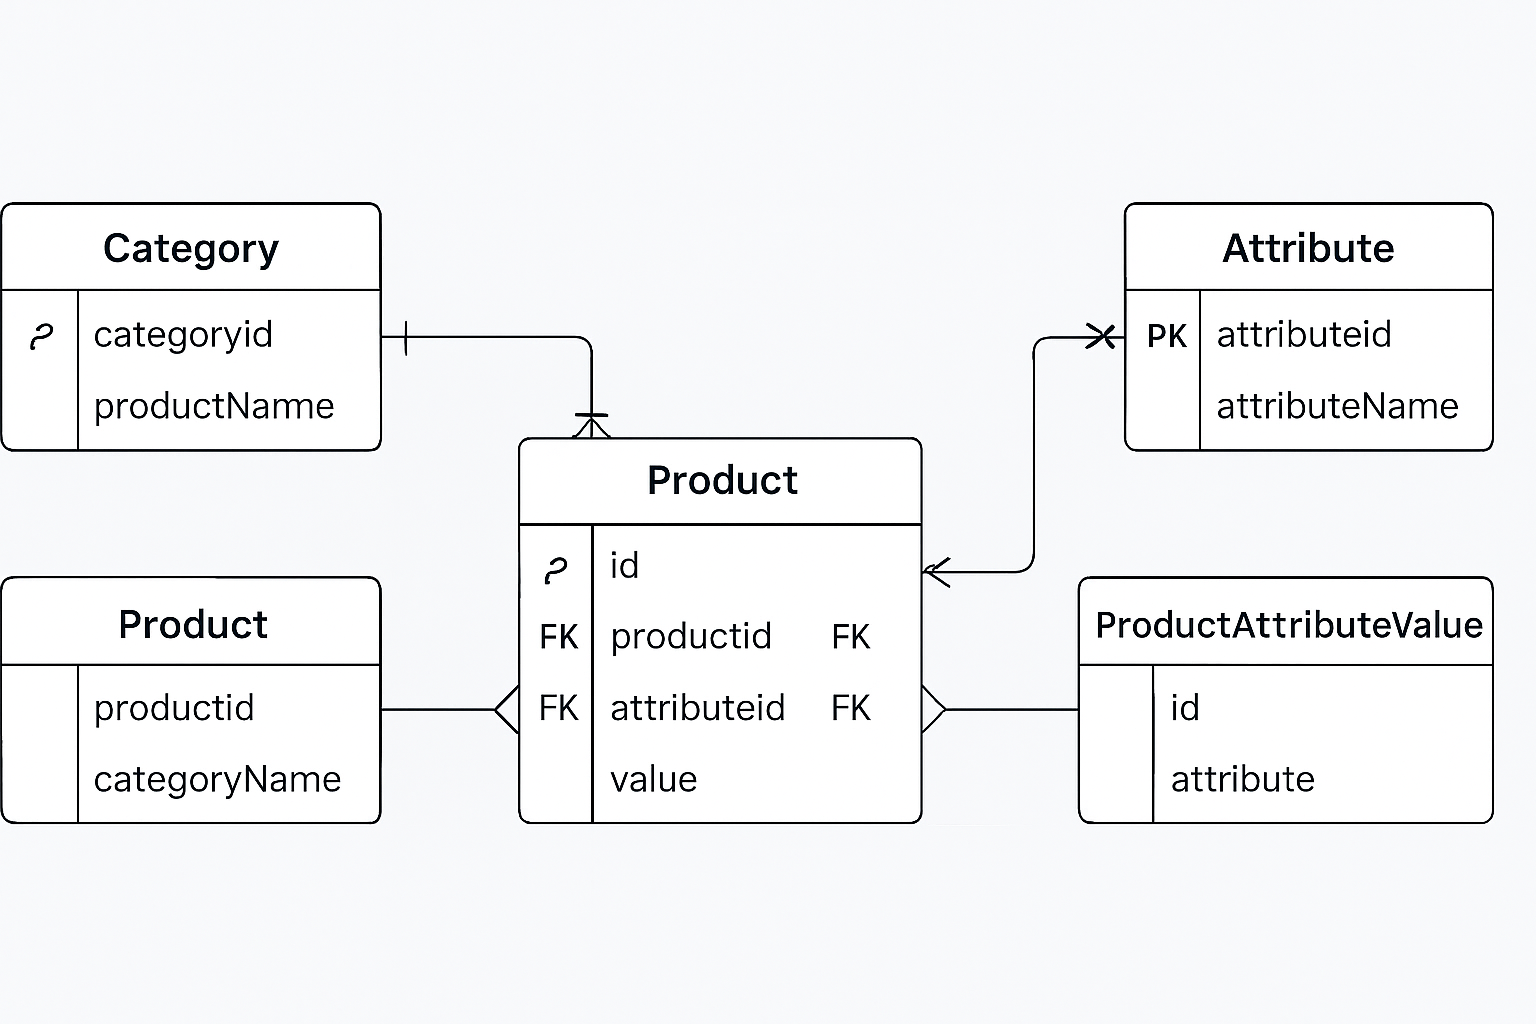 Category
categoryid
productName
Attribute
PK attributeid
attributeName
Product
id
FK productid FK
FK attributeid FK
value
Product
productid
categoryName
ProductAttributeValue
id
attribute